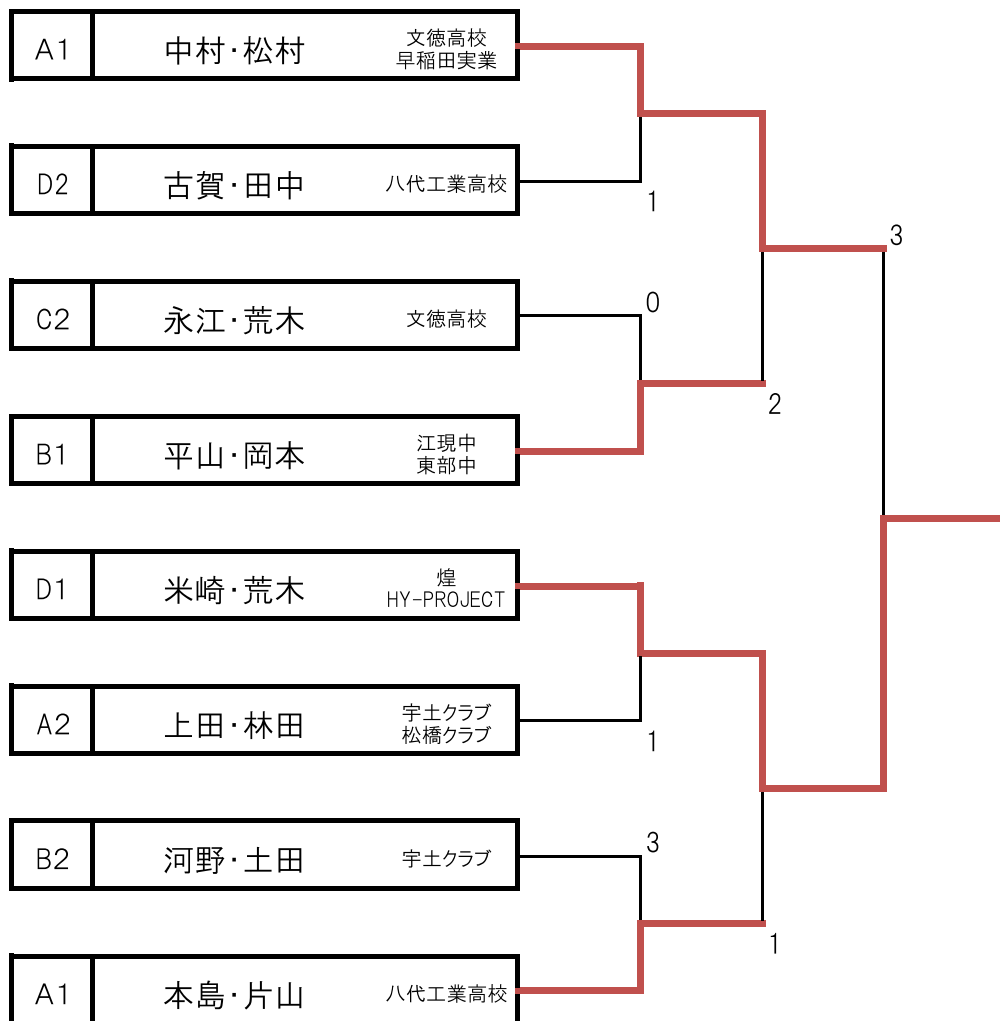 A1
中村・松村
文徳高校
早稲田実業
D2
古賀・田中
八代工業高校
1
3
C2
永江・荒木
文徳高校
0
2
B1
平山・岡本
江現中
東部中
D1
米崎・荒木
煌
HY-PROJECT
A2
上田・林田
宇土クラブ
松橋クラブ
1
B2
河野・土田
宇土クラブ
3
1
A1
本島・片山
八代工業高校